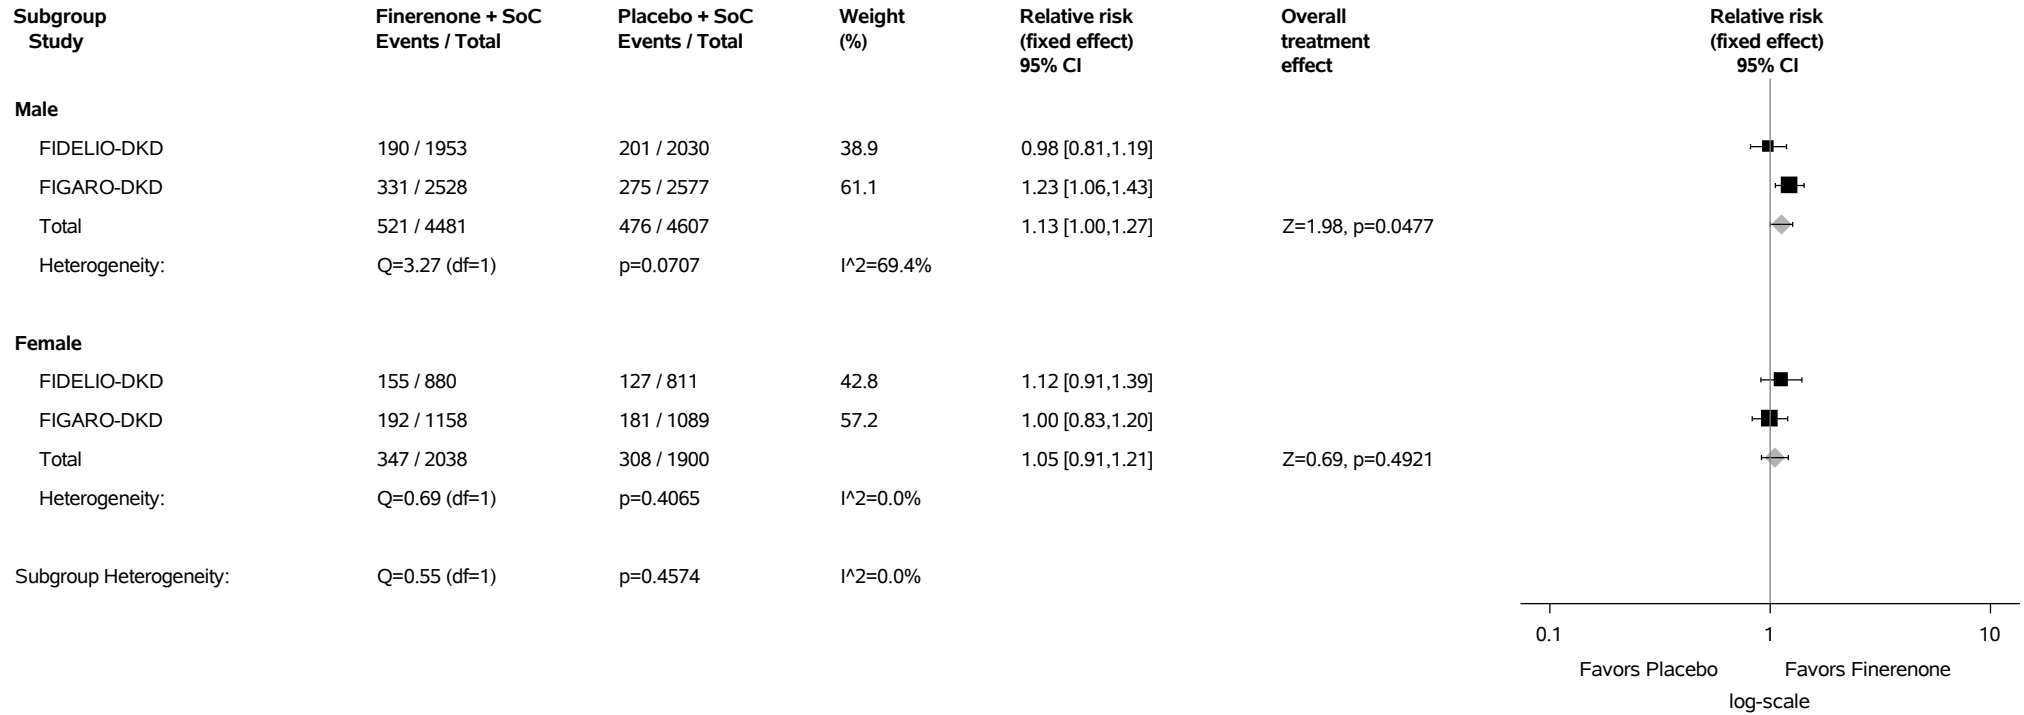 Subgroup Finerenone + SoC Placebo + SoC Weight Relative risk Overall Relative risk
Study Events / Total Events / Total (%) (fixed effect) treatment (fixed effect)
95% CI effect 95% CI
Male
FIDELIO-DKD 190 / 1953 201 / 2030 38.9 0.98 [0.81,1.19]
FIGARO-DKD 331 / 2528 275 / 2577 61.1 1.23 [1.06,1.43]
Total 521 / 4481 476 / 4607 1.13 [1.00,1.27] Z=1.98, p=0.0477
Heterogeneity: Q=3.27 (df=1) p=0.0707 I^2=69.4%
Female
FIDELIO-DKD 155 / 880 127 / 811 42.8 1.12 [0.91,1.39]
FIGARO-DKD 192 / 1158 181 / 1089 57.2 1.00 [0.83,1.20]
Total 347 / 2038 308 / 1900 1.05 [0.91,1.21] Z=0.69, p=0.4921
Heterogeneity: Q=0.69 (df=1) p=0.4065 I^2=0.0%
Subgroup Heterogeneity: Q=0.55 (df=1) p=0.4574 I^2=0.0%
0.1 1 10
Favors Placebo Favors Finerenone
log-scale